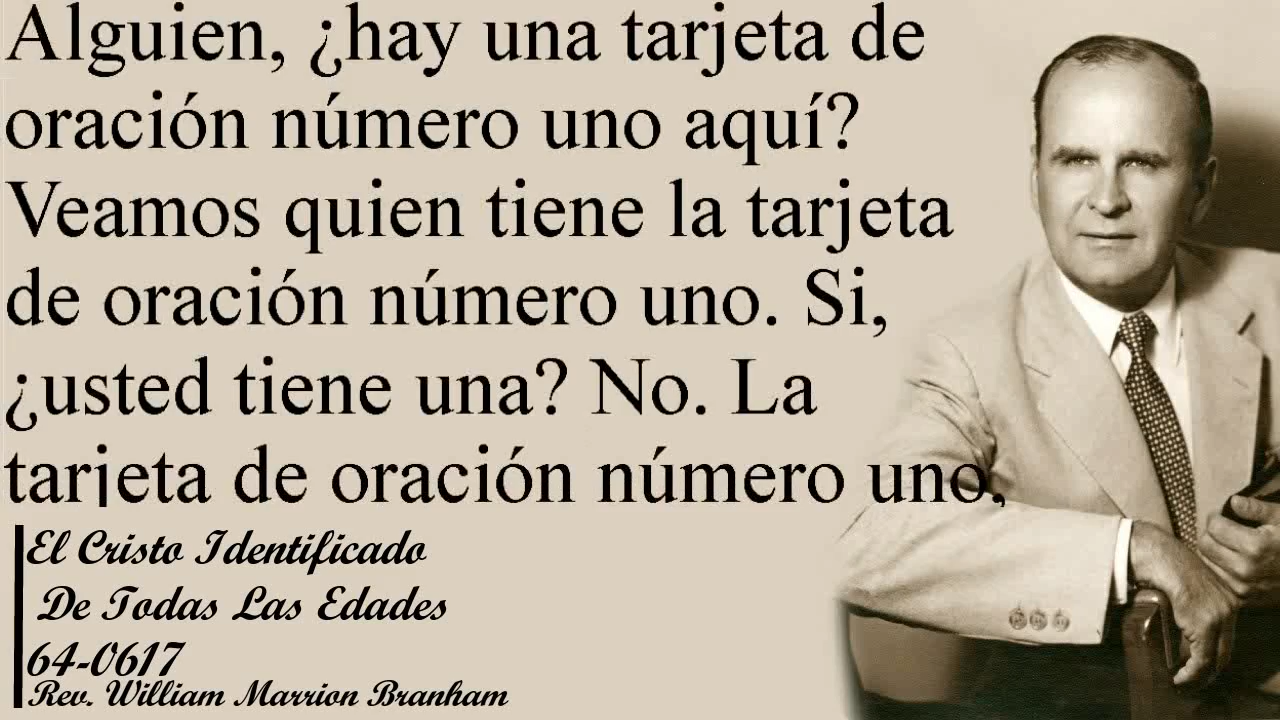 Alguien, ¿hay una tarjeta de
oración número uno aquí?
Veamos quien tiene la tarjeta
de oración número uno. Si,
¿usted tiene una? No. La
tarjeta de oración número uno,
El Cristo Identificado
De Todas Las Edades
64-0617
Rev. William Marrion Branham